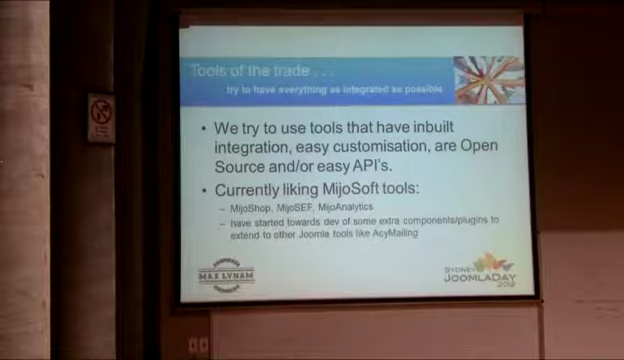 Tools of the trade . . .
try to have everything as integrated as possible
• We try to use tools that have inbuilt
integration, easy customisation, are Open
Source and/or easy API's.
• Currently liking MijoSoft tools:
– MijoShop, MijoSEF, MijoAnalytics
– have started towards dev of some extra components/plugins to
extend to other Joomla tools like AcyMailing
MAX LYNAM
SYDNEY
JOOMLADAY
2012